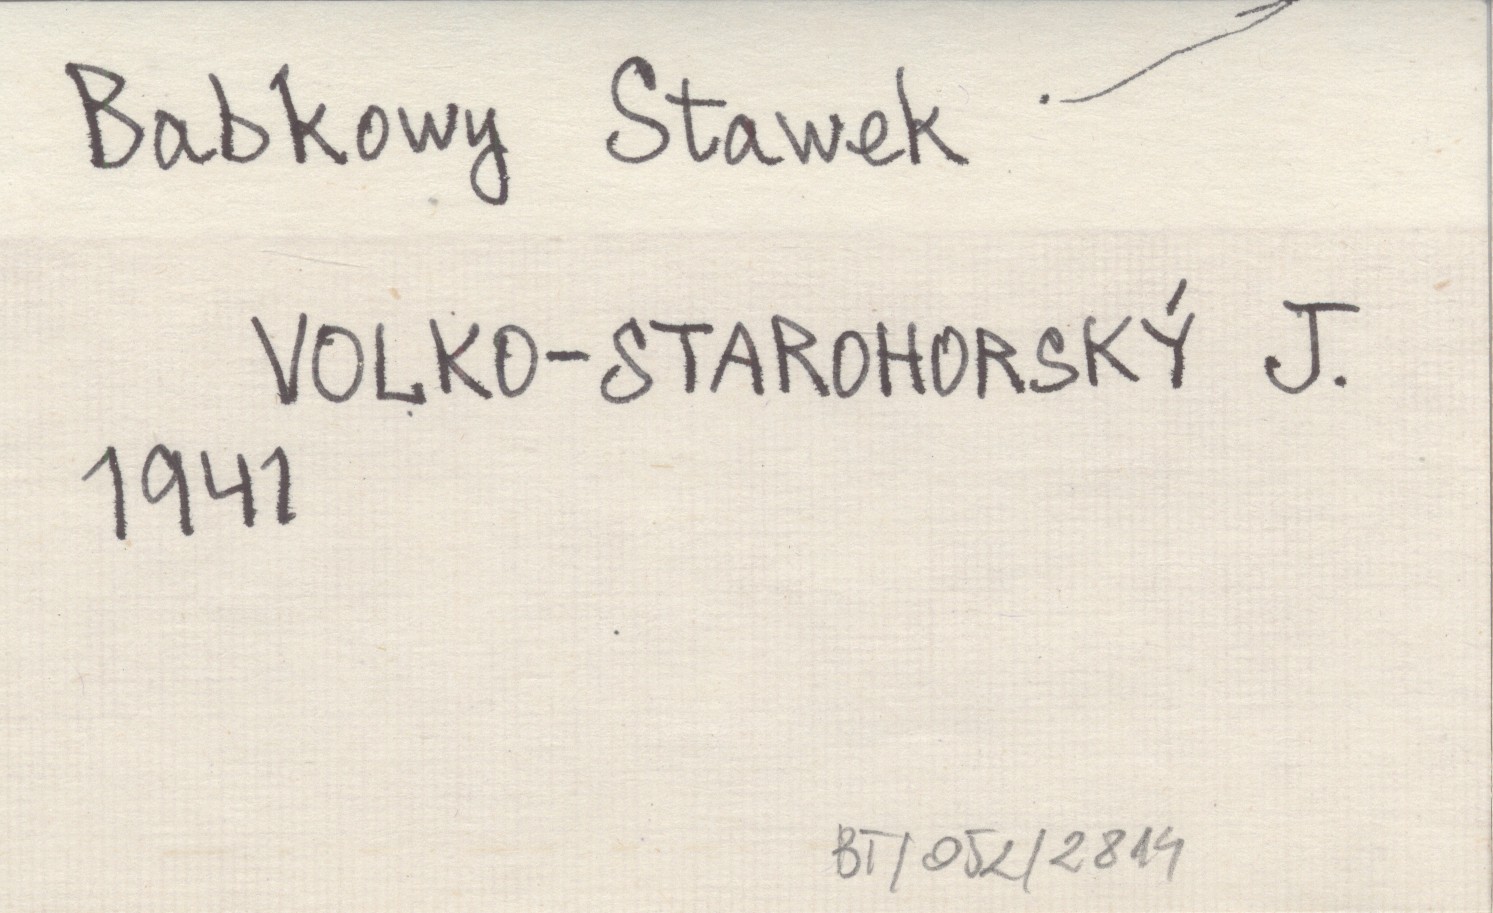 Babkowy Stawek
VOLKO-STAROHORSKÝ J.
1941
BT/052/2814